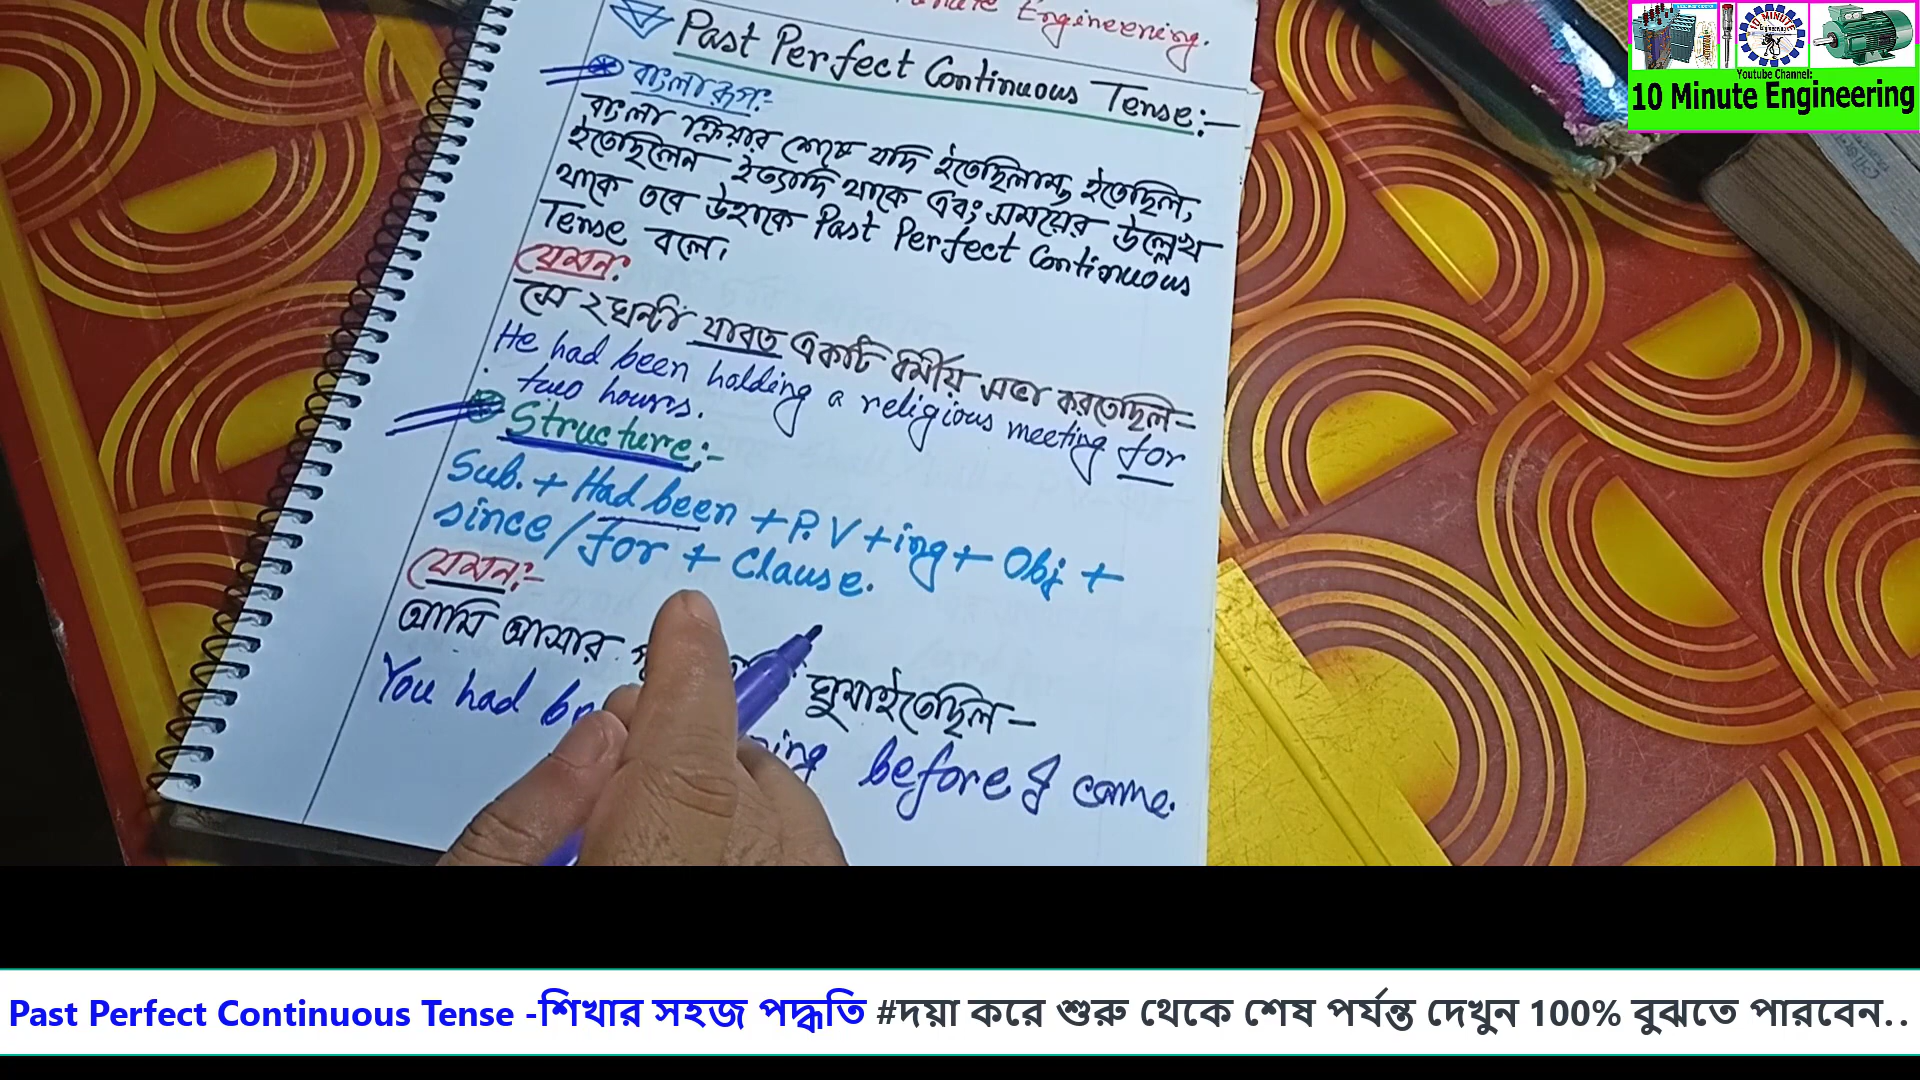 Engineering.
Past Perfect Continuous Tense:-
বাংলা রূপ:-
বাংলা ক্রিয়ার শেষে যদি ইতেছিলাম, ইতেছিল,
ইতেছিলেন ইত্যাদি থাকে এবং সময়ের উল্লেখ
থাকে তবে উহাকে Past Perfect Continuous
Tense বলে।
যেমন:
সে ২ঘন্টা যাবত একটি ধর্মীয় সভা করতেছিল-
He had been holding a religious meeting for
two hours.
Structure:-
Sub. + Had been + P.V +ing + Obj +
since/for + Clause.
যেমন:-
আমি আসার ঘুমাইতেছিল-
You had before I came.
Youtube Channel:
10 Minute Engineering
Past Perfect Continuous Tense -শিখার সহজ পদ্ধতি #দয়া করে শুরু থেকে শেষ পর্যন্ত দেখুন 100% বুঝতে পারবেন..